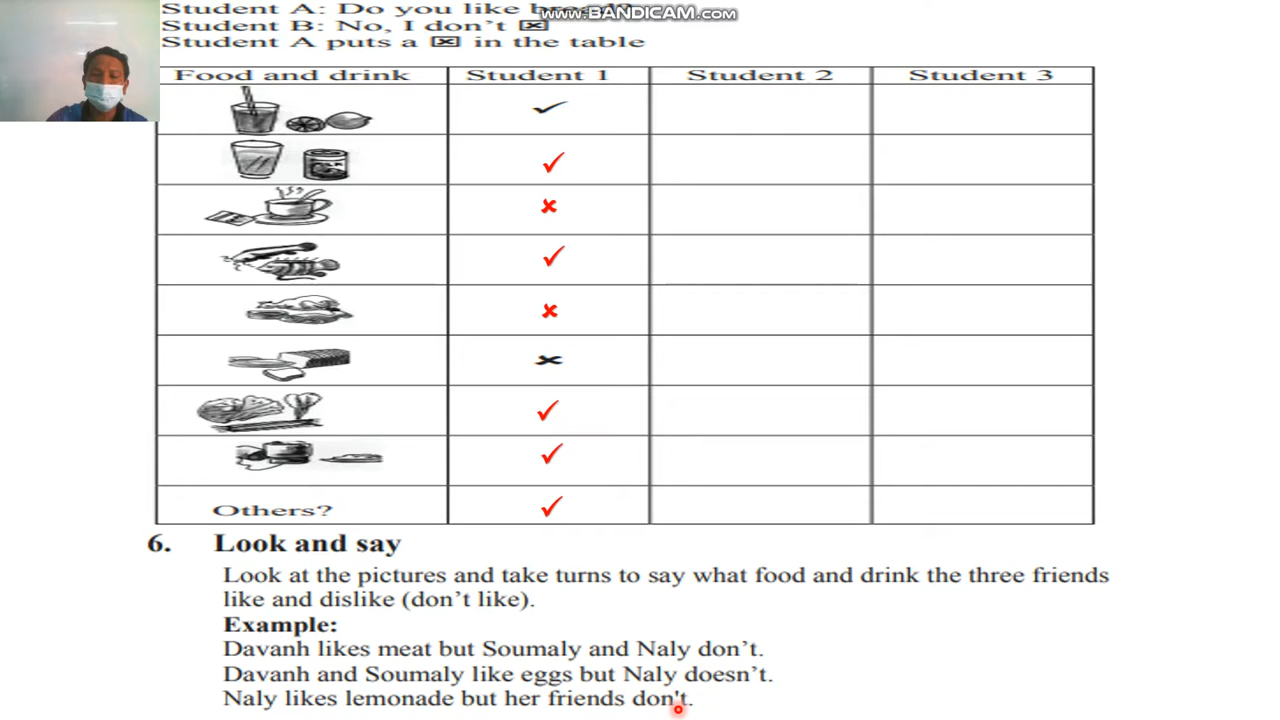 www.BANDICAM.com
Student A: Do you like bread?
Student B: No, I don't ☒
Student A puts a ☒ in the table
Food and drink Student 1 Student 2 Student 3
Others?
6. Look and say
Look at the pictures and take turns to say what food and drink the three friends
like and dislike (don't like).
Example:
Davanh likes meat but Soumaly and Naly don't.
Davanh and Soumaly like eggs but Naly doesn't.
Naly likes lemonade but her friends don't.